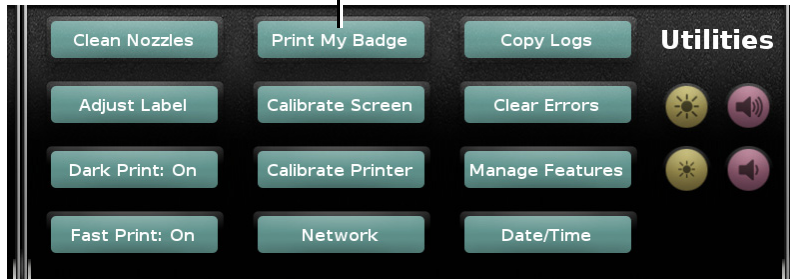 Clean Nozzles
Print My Badge
Copy Logs
Utilities
Adjust Label
Calibrate Screen
Clear Errors
Dark Print: On
Calibrate Printer
Manage Features
Fast Print: On
Network
Date/Time